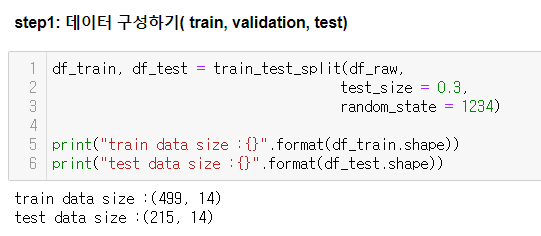 step1: 데이터 구성하기( train, validation, test)
1 df_train, df_test = train_test_split(df_raw,
2 test_size = 0.3,
3 random_state = 1234)
4
5 print("train data size :{}".format(df_train.shape))
6 print("test data size :{}".format(df_test.shape))
train data size :(499, 14)
test data size :(215, 14)